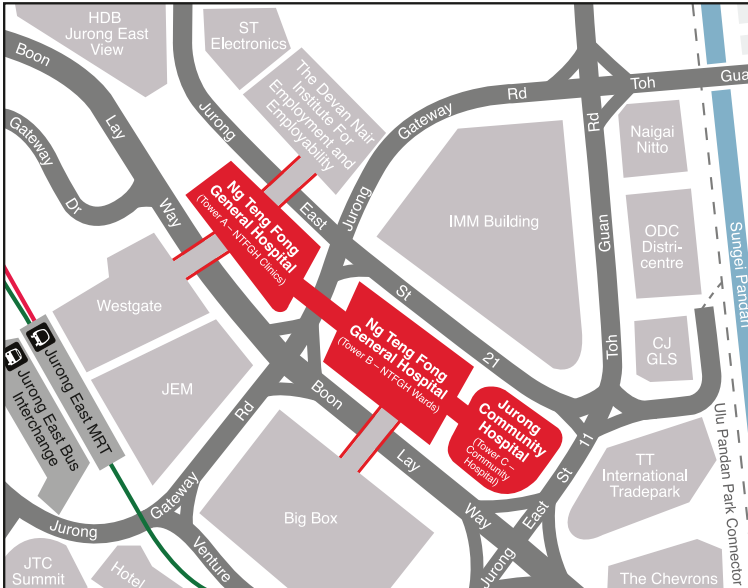 HDB
Jurong East
View
ST
Electronics
The Devan Nair
Institute For
Employment and
Employability
Boon
Lay
Way
Gateway
Dr
Jurong
East
St
21
Jurong
Gateway
Rd
Toh
Gua
Rd
Guan
Toh
Naigai
Nitto
ODC
Distri-
centre
CJ
GLS
Sungei Pandan
Ulu Pandan Park Connector
IMM Building
Ng Teng Fong
General Hospital
(Tower A – NTFGH Clinics)
Ng Teng Fong
General Hospital
(Tower B – NTFGH Wards)
Jurong
Community
Hospital
(Tower C –
Community
Hospital)
Westgate
JEM
Jurong East MRT
Jurong East Bus
Interchange
Boon
Lay
Way
Jurong
East
St
11
TT
International
Tradepark
The Chevrons
Big Box
Jurong
Gateway
Rd
Venture
JTC
Summit
Hotel